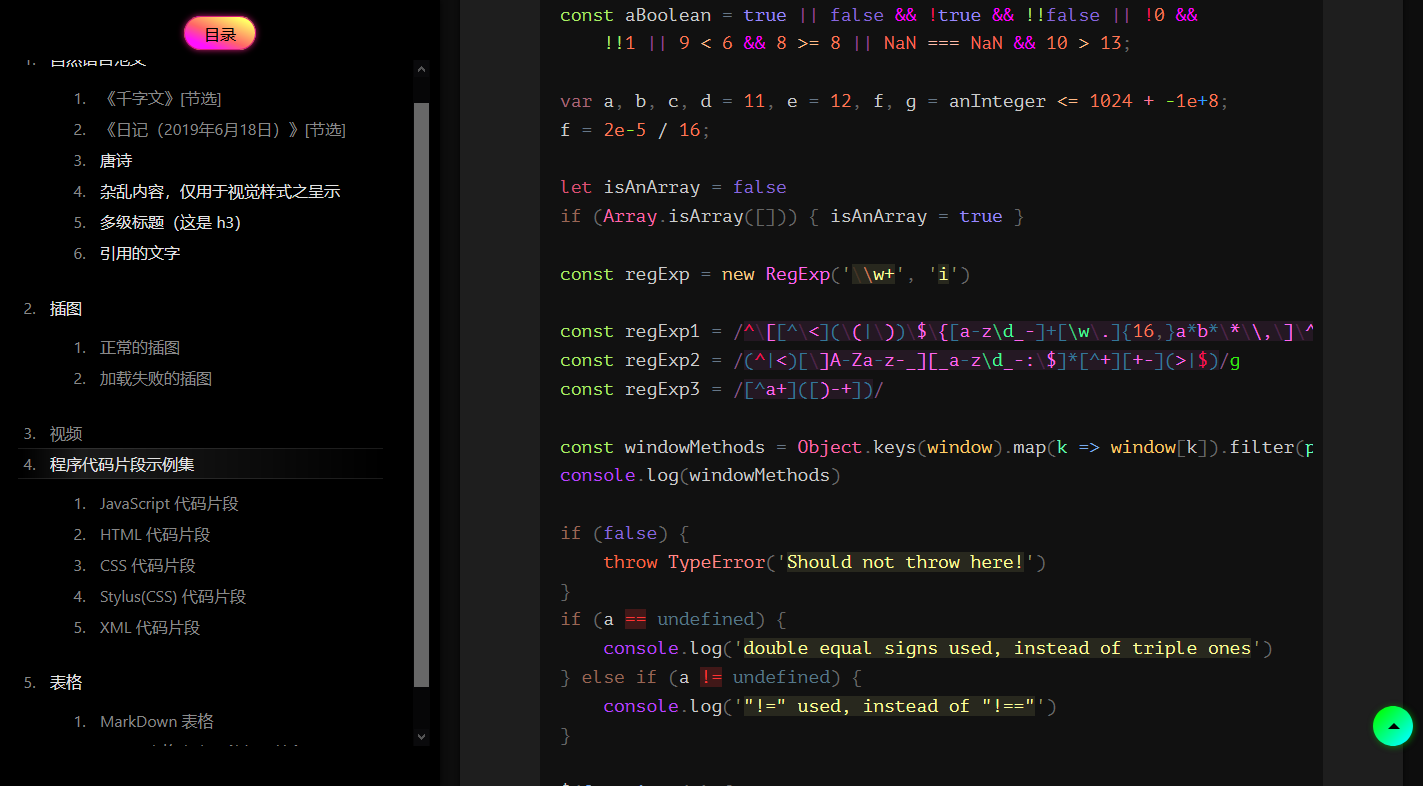 目录
1. 自然语言范文
1. 《千字文》[节选]
2. 《日记（2019年6月18日）》[节选]
3. 唐诗
4. 杂乱内容，仅用于视觉样式之呈示
5. 多级标题（这是 h3）
6. 引用的文字
2. 插图
1. 正常的插图
2. 加载失败的插图
3. 视频
4. 程序代码片段示例集
1. JavaScript 代码片段
2. HTML 代码片段
3. CSS 代码片段
4. Stylus(CSS) 代码片段
5. XML 代码片段
5. 表格
1. MarkDown 表格
const aBoolean = true || false && !true && !!false || !0 &&
    !!1 || 9 < 6 && 8 >= 8 || NaN === NaN && 10 > 13;
var a, b, c, d = 11, e = 12, f, g = anInteger <= 1024 + -1e+8;
f = 2e-5 / 16;
let isAnArray = false
if (Array.isArray([])) { isAnArray = true }
const regExp = new RegExp('\\w+', 'i')
const regExp1 = /^\[[^\<](\(|\))\$\{[a-z\d_-]+[\w\.]{16,}a*b*\*\\,\]\^
const regExp2 = /(^|<)[\]A-Za-z-_][_a-z\d_-:\$]*[^+][+-](>|$)/g
const regExp3 = /[^a+]([)-+])/
const windowMethods = Object.keys(window).map(k => window[k]).filter(p
console.log(windowMethods)
if (false) {
    throw TypeError('Should not throw here!')
}
if (a == undefined) {
    console.log('double equal signs used, instead of triple ones')
} else if (a != undefined) {
    console.log('"!=" used, instead of "!=="')
}